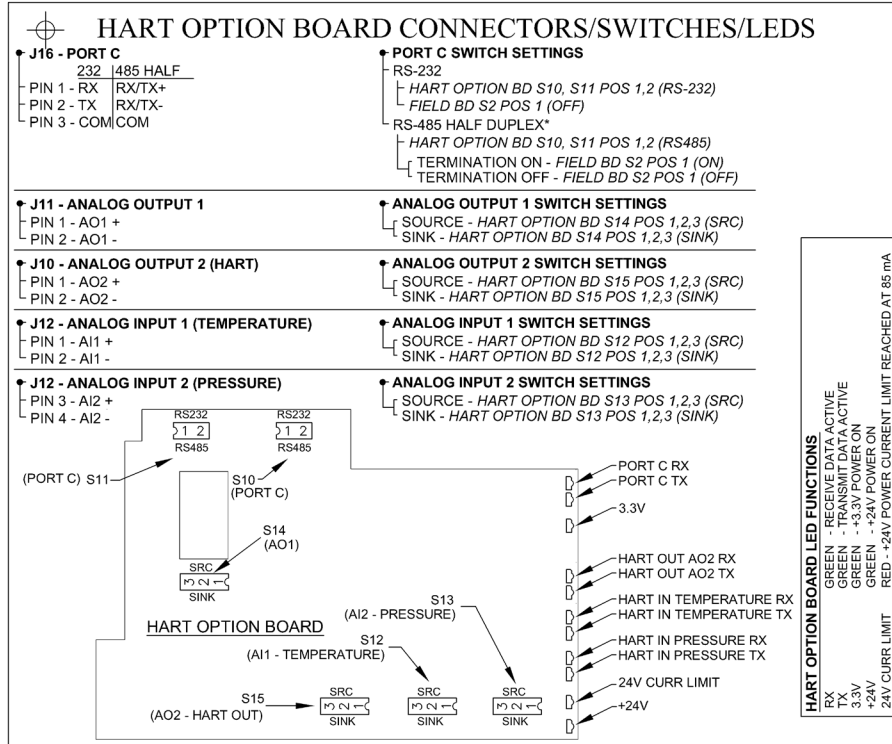 HART OPTION BOARD CONNECTORS/SWITCHES/LEDS
J16 - PORT C
232 485 HALF
PIN 1 - RX RX/TX+
PIN 2 - TX RX/TX-
PIN 3 - COM COM
PORT C SWITCH SETTINGS
RS-232
HART OPTION BD S10, S11 POS 1,2 (RS-232)
FIELD BD S2 POS 1 (OFF)
RS-485 HALF DUPLEX*
HART OPTION BD S10, S11 POS 1,2 (RS485)
TERMINATION ON - FIELD BD S2 POS 1 (ON)
TERMINATION OFF - FIELD BD S2 POS 1 (OFF)
J11 - ANALOG OUTPUT 1
PIN 1 - AO1 +
PIN 2 - AO1 -
ANALOG OUTPUT 1 SWITCH SETTINGS
SOURCE - HART OPTION BD S14 POS 1,2,3 (SRC)
SINK - HART OPTION BD S14 POS 1,2,3 (SINK)
J10 - ANALOG OUTPUT 2 (HART)
PIN 1 - AO2 +
PIN 2 - AO2 -
ANALOG OUTPUT 2 SWITCH SETTINGS
SOURCE - HART OPTION BD S15 POS 1,2,3 (SRC)
SINK - HART OPTION BD S15 POS 1,2,3 (SINK)
J12 - ANALOG INPUT 1 (TEMPERATURE)
PIN 1 - AI1 +
PIN 2 - AI1 -
ANALOG INPUT 1 SWITCH SETTINGS
SOURCE - HART OPTION BD S12 POS 1,2,3 (SRC)
SINK - HART OPTION BD S12 POS 1,2,3 (SINK)
J12 - ANALOG INPUT 2 (PRESSURE)
PIN 3 - AI2 +
PIN 4 - AI2 -
ANALOG INPUT 2 SWITCH SETTINGS
SOURCE - HART OPTION BD S13 POS 1,2,3 (SRC)
SINK - HART OPTION BD S13 POS 1,2,3 (SINK)
RS232
1 2
RS485
RS232
1 2
RS485
(PORT C) S11
S10
(PORT C)
S14
(AO1)
SRC
3 2 1
SINK
HART OPTION BOARD
S13
(AI2 - PRESSURE)
S12
(AI1 - TEMPERATURE)
S15
(AO2 - HART OUT)
SRC
3 2 1
SINK
SRC
3 2 1
SINK
SRC
3 2 1
SINK
PORT C RX
PORT C TX
3.3V
HART OUT AO2 RX
HART OUT AO2 TX
HART IN TEMPERATURE RX
HART IN TEMPERATURE TX
HART IN PRESSURE RX
HART IN PRESSURE TX
24V CURR LIMIT
+24V
HART OPTION BOARD LED FUNCTIONS
RX GREEN - RECEIVE DATA ACTIVE
TX GREEN - TRANSMIT DATA ACTIVE
3.3V GREEN - +3.3V POWER ON
+24V GREEN - +24V POWER ON
24V CURR LIMIT RED - +24V POWER CURRENT LIMIT REACHED AT 85 mA